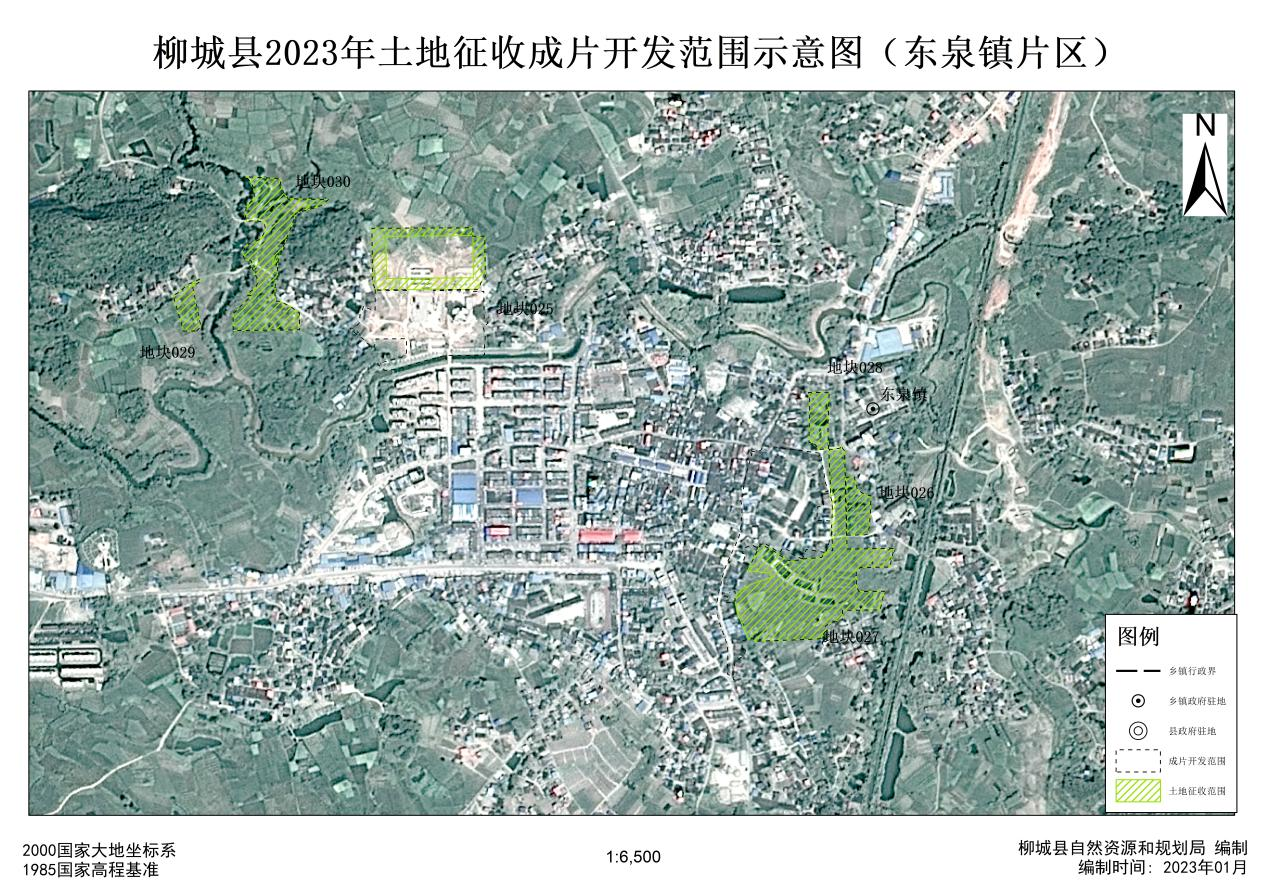 柳城县2023年土地征收成片开发范围示意图（东泉镇片区）
N
地块030
地块025
地块029
地块028
东泉镇
地块026
地块027
图例
乡镇行政界
乡镇政府驻地
县政府驻地
成片开发范围
土地征收范围
2000国家大地坐标系
1985国家高程基准
1:6,500
柳城县自然资源和规划局 编制
编制时间：2023年01月